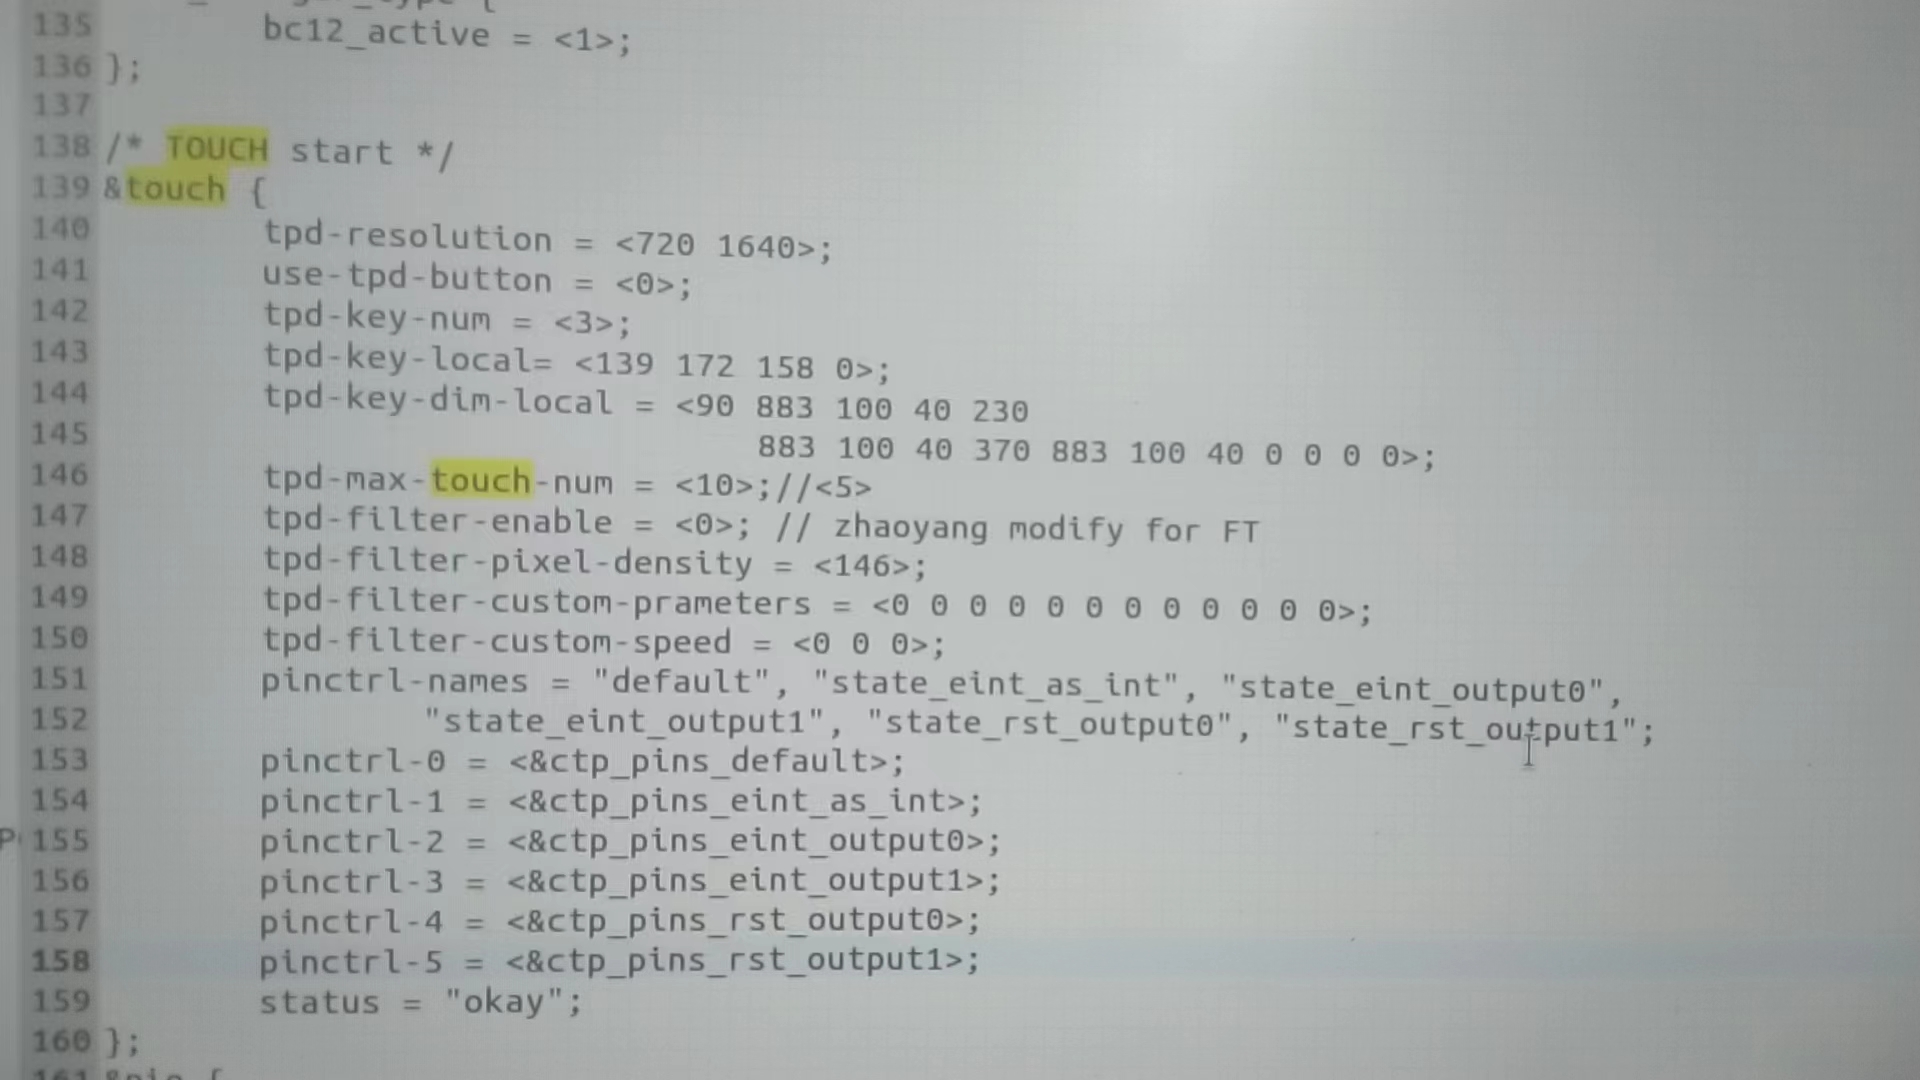 135 bc12_active = <1>;
136 };
137
138 /* TOUCH start */
139 &touch {
140 tpd-resolution = <720 1640>;
141 use-tpd-button = <0>;
142 tpd-key-num = <3>;
143 tpd-key-local= <139 172 158 0>;
144 tpd-key-dim-local = <90 883 100 40 230
145 883 100 40 370 883 100 40 0 0 0 0>;
146 tpd-max-touch-num = <10>;//<5>
147 tpd-filter-enable = <0>; // zhaoyang modify for FT
148 tpd-filter-pixel-density = <146>;
149 tpd-filter-custom-prameters = <0 0 0 0 0 0 0 0 0 0 0 0>;
150 tpd-filter-custom-speed = <0 0 0>;
151 pinctrl-names = "default", "state_eint_as_int", "state_eint_output0",
152 "state_eint_output1", "state_rst_output0", "state_rst_output1";
153 pinctrl-0 = <&ctp_pins_default>;
154 pinctrl-1 = <&ctp_pins_eint_as_int>;
155 pinctrl-2 = <&ctp_pins_eint_output0>;
156 pinctrl-3 = <&ctp_pins_eint_output1>;
157 pinctrl-4 = <&ctp_pins_rst_output0>;
158 pinctrl-5 = <&ctp_pins_rst_output1>;
159 status = "okay";
160 };